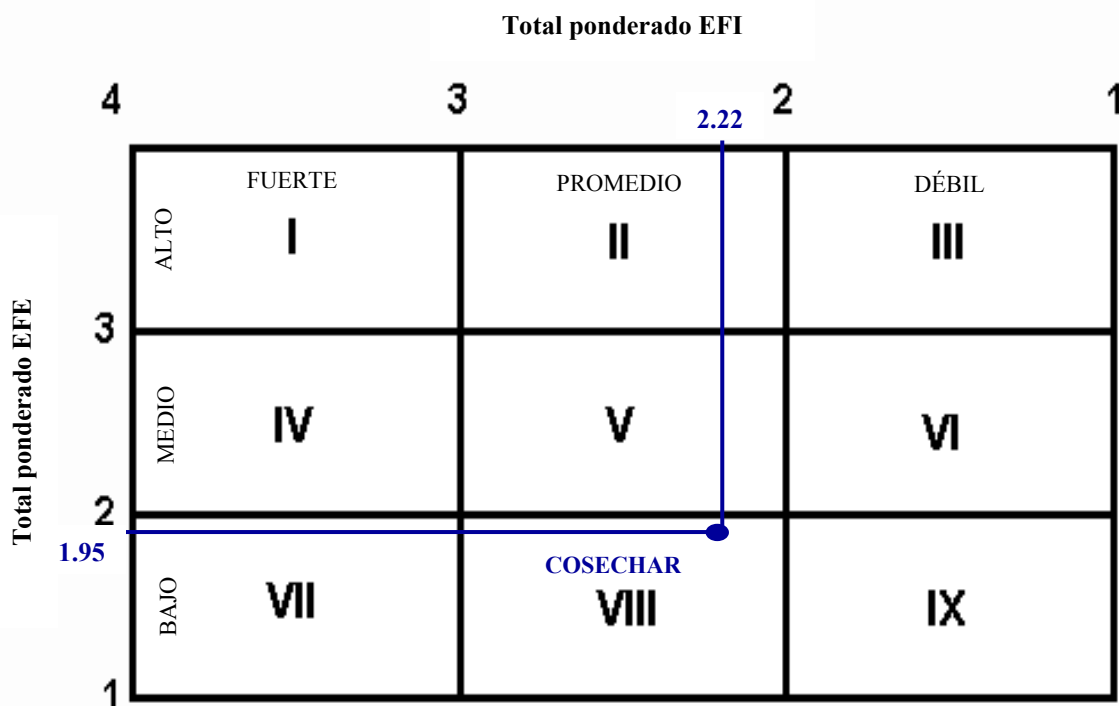 Total ponderado EFI
4 3 2 1
2.22
FUERTE PROMEDIO DÉBIL
ALTO
I II III
Total ponderado EFE
3
MEDIO
IV V VI
2
1.95
COSECHAR
BAJO
VII VIII IX
1